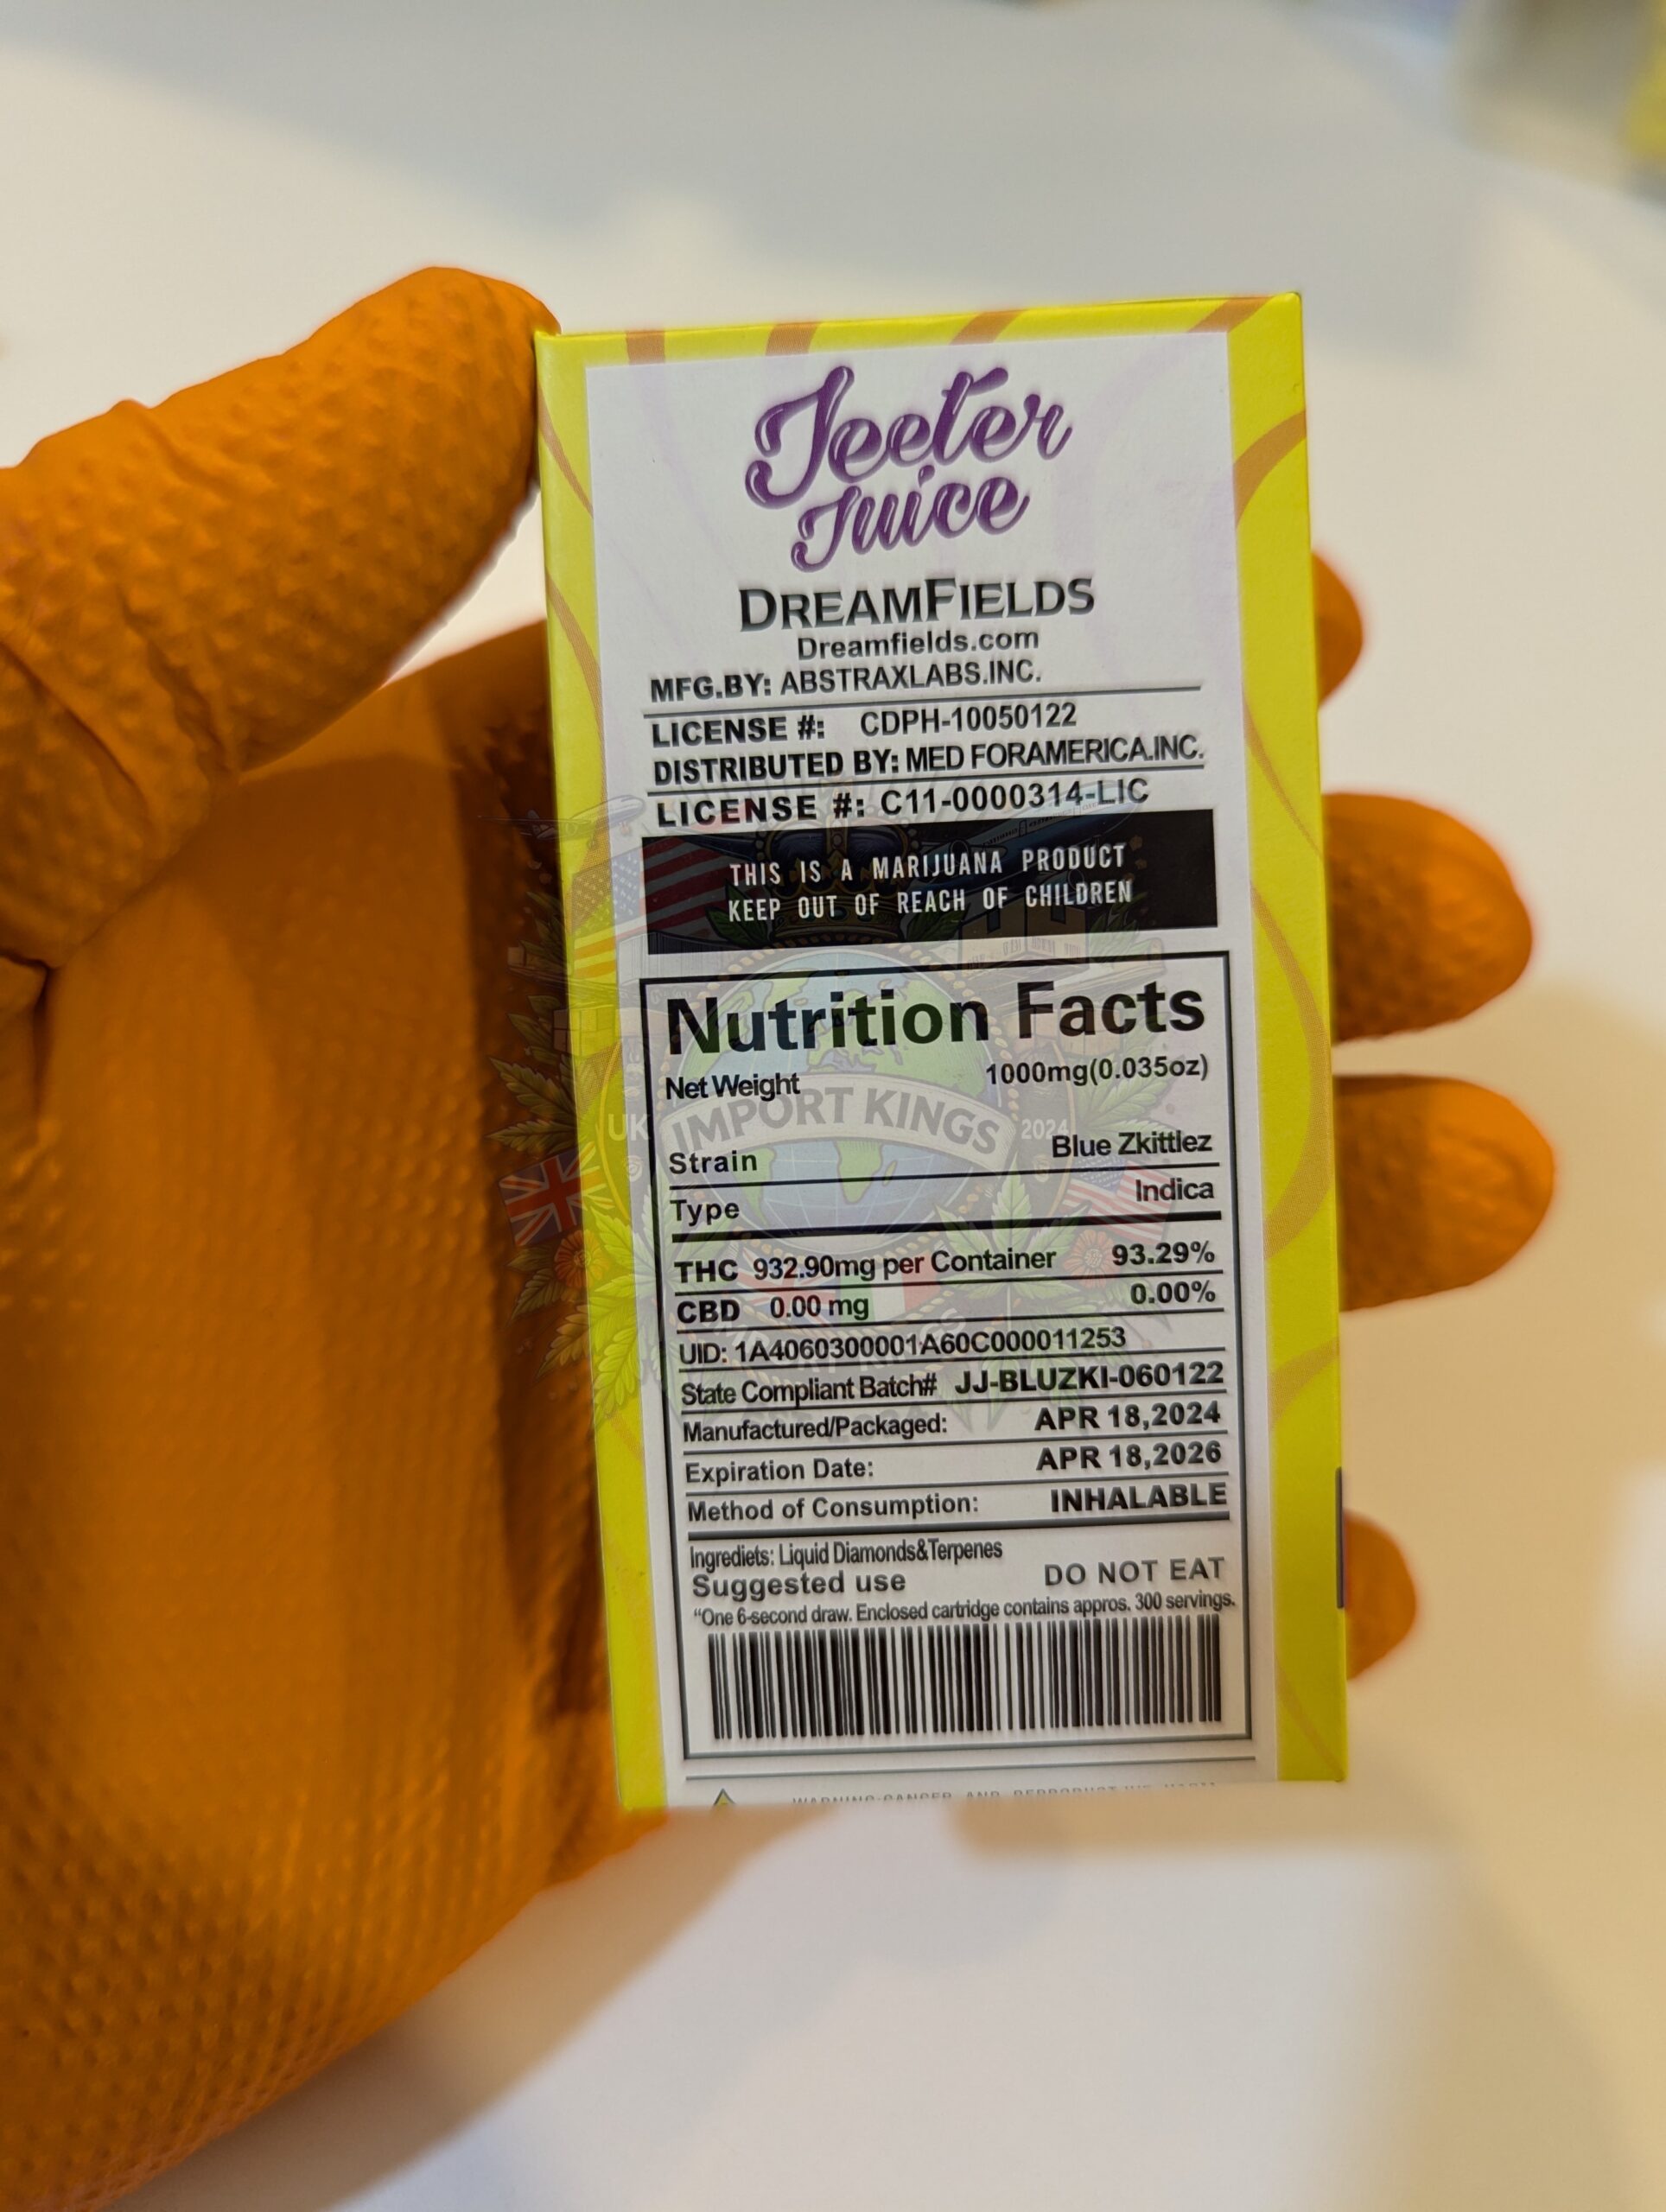 Jeeter
Juice
DREAMFIELDS
Dreamfields.com
MFG.BY: ABSTRAXLABS.INC.
LICENSE #: CDPH-10050122
DISTRIBUTED BY: MED FORAMERICA.INC.
LICENSE #: C11-0000314-LIC
THIS IS A MARIJUANA PRODUCT
KEEP OUT OF REACH OF CHILDREN
Nutrition Facts
Net Weight 1000mg(0.035oz)
UK IMPORT KINGS 2024
Strain Blue Zkittlez
Type Indica
THC 932.90mg per Container 93.29%
CBD 0.00 mg 0.00%
UID: 1A4060300001A60C000011253
State Compliant Batch# JJ-BLUZKI-060122
Manufactured/Packaged: APR 18,2024
Expiration Date: APR 18,2026
Method of Consumption: INHALABLE
Ingrediets: Liquid Diamonds&Terpenes
Suggested use DO NOT EAT
“One 6-second draw. Enclosed cartridge contains appros. 300 servings.
WARNING:CANCER AND REPRODUCTIVE HARM